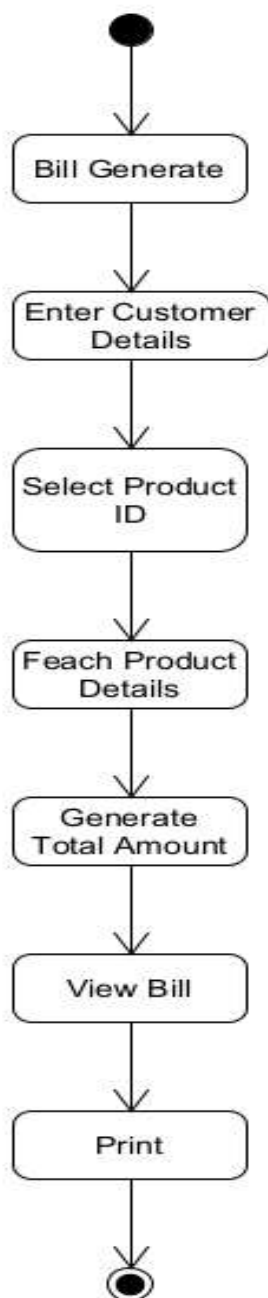 Bill Generate
Enter Customer
Details
Select Product
ID
Feach Product
Details
Generate
Total Amount
View Bill
Print